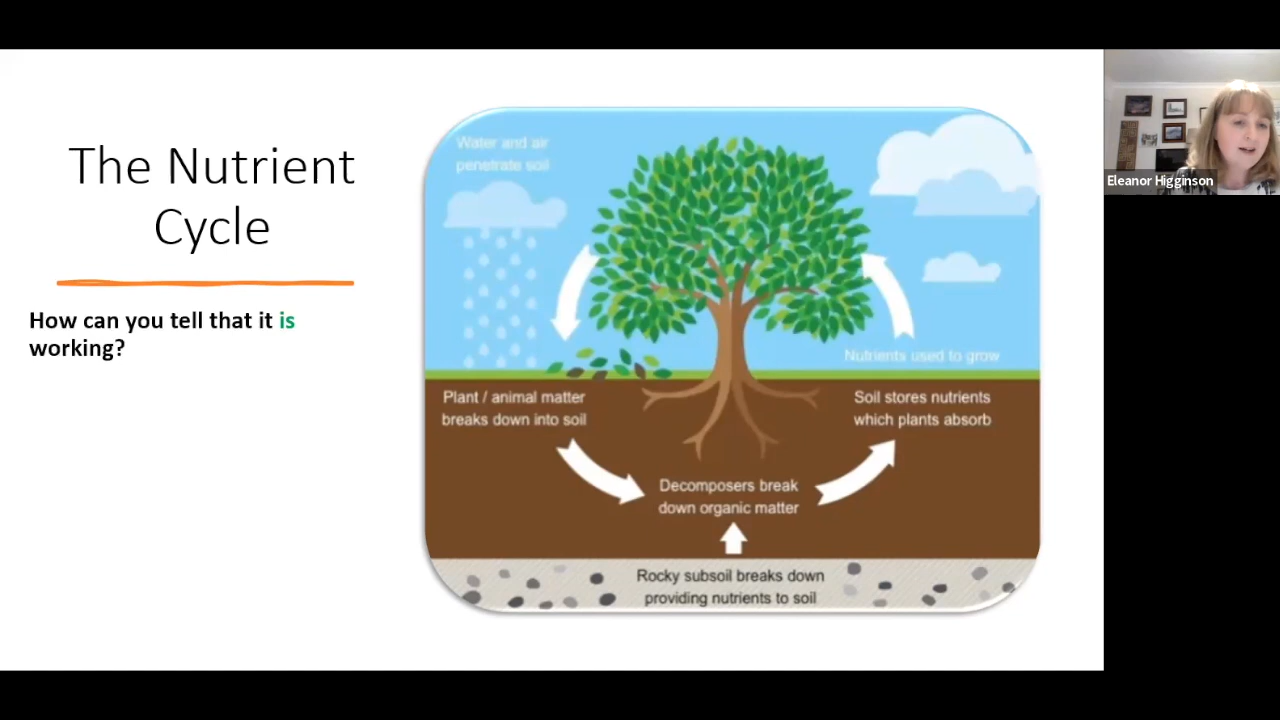 The Nutrient
Cycle
How can you tell that it is
working?
Water and air
penetrate soil
Nutrients used to grow
Plant / animal matter
breaks down into soil
Soil stores nutrients
which plants absorb
Decomposers break
down organic matter
Rocky subsoil breaks down
providing nutrients to soil
Eleanor Higginson